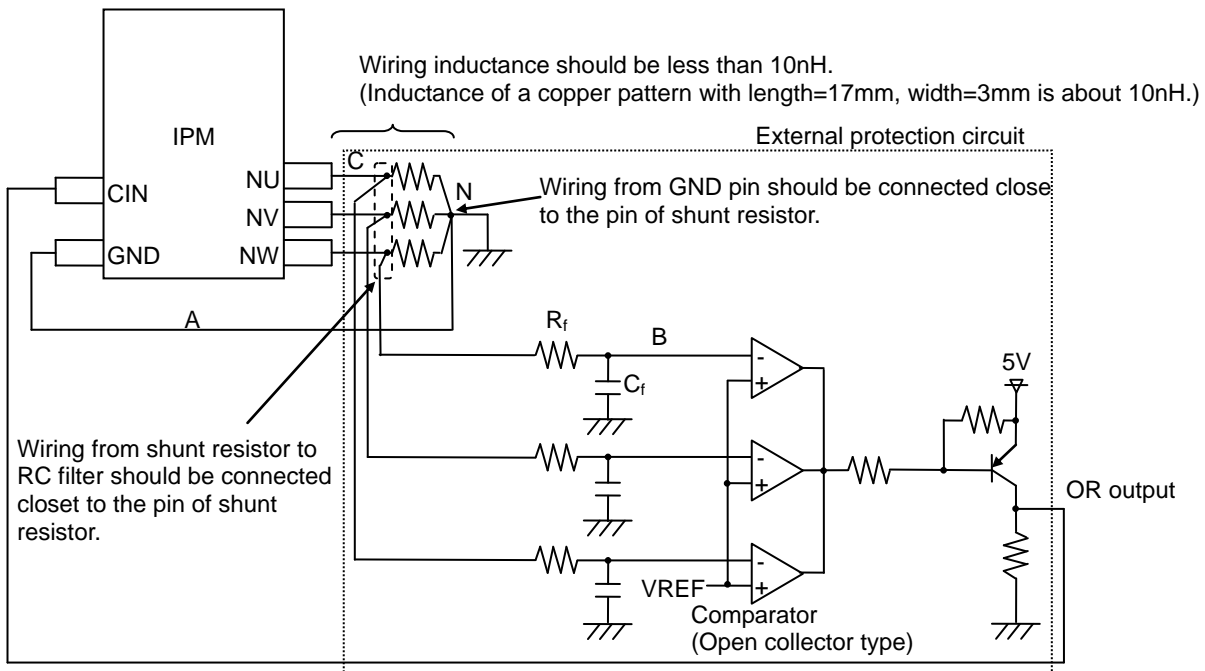 Wiring inductance should be less than 10nH.
(Inductance of a copper pattern with length=17mm, width=3mm is about 10nH.)
IPM
External protection circuit
C
NU
N
CIN
Wiring from GND pin should be connected close
to the pin of shunt resistor.
NV
GND
NW
A
Rf
B
-
+
5V
Cf
Wiring from shunt resistor to
RC filter should be connected
closet to the pin of shunt
resistor.
-
+
OR output
-
+
VREF
Comparator
(Open collector type)